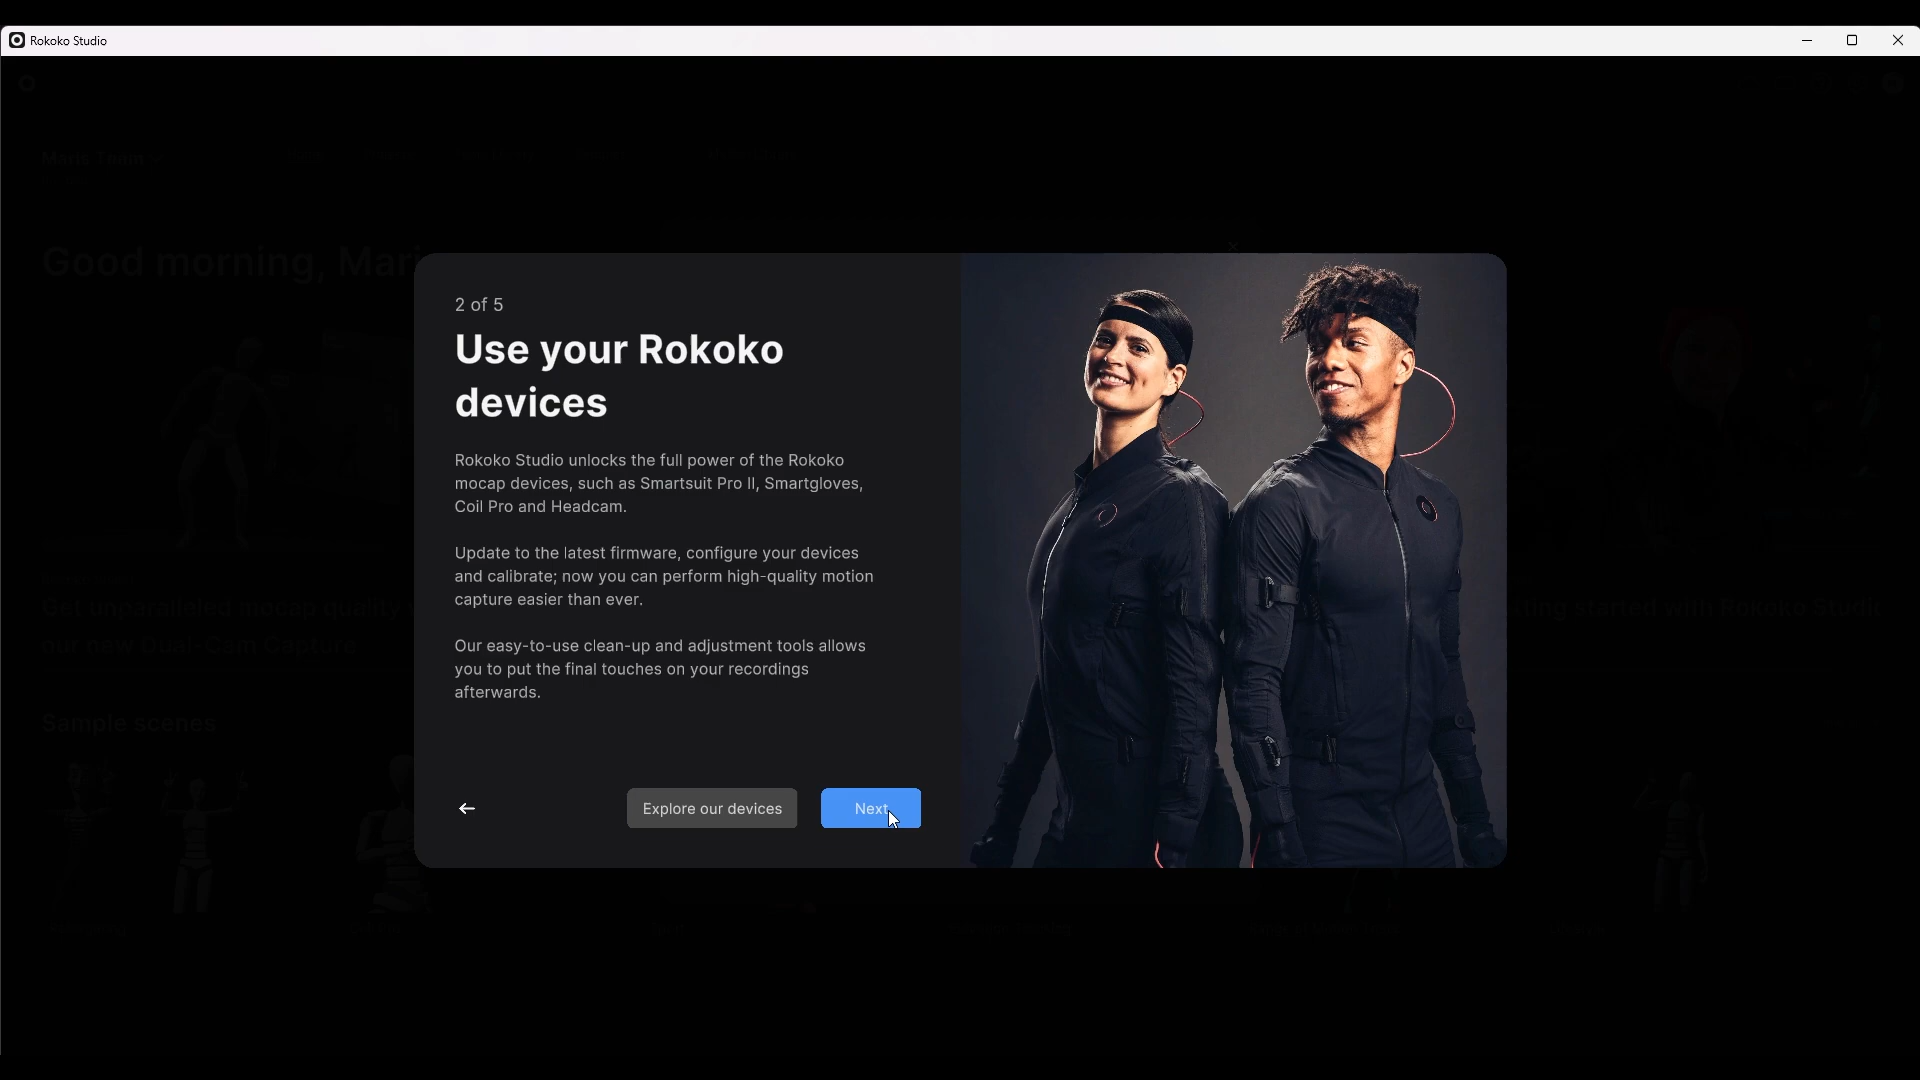 Rokoko Studio
Good morning, Mari
2 of 5
Use your Rokoko
devices
Rokoko Studio unlocks the full power of the Rokoko
mocap devices, such as Smartsuit Pro II, Smartgloves,
Coil Pro and Headcam.
Update to the latest firmware, configure your devices
and calibrate; now you can perform high-quality motion
capture easier than ever.
Our easy-to-use clean-up and adjustment tools allows
you to put the final touches on your recordings
afterwards.
Explore our devices
Next
Get unparalleled mocap quality
our new Dual-Cam Capture
started with Rokoko Studio
Sample scenes